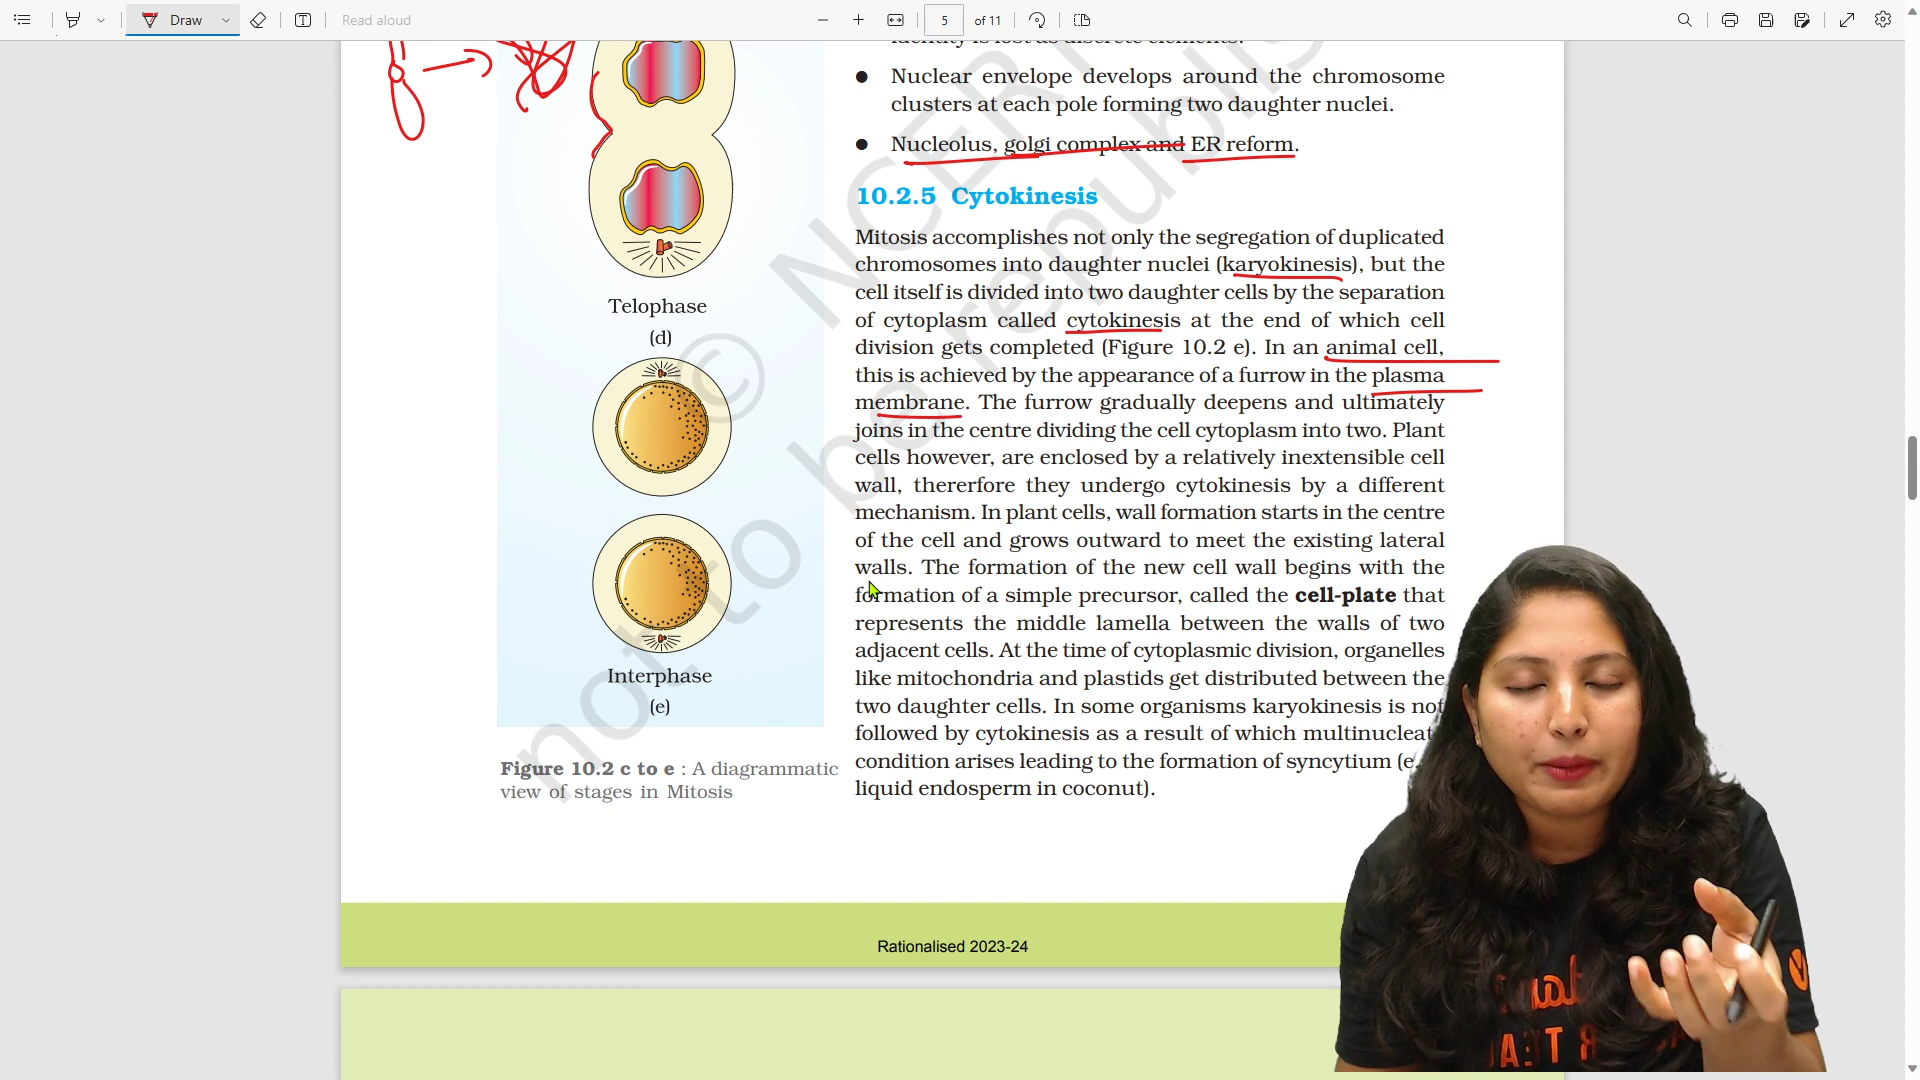 Draw
Read aloud
5
of 11
identity is lost as discrete elements.
● Nuclear envelope develops around the chromosome
clusters at each pole forming two daughter nuclei.
● Nucleolus, golgi complex and ER reform.
10.2.5 Cytokinesis
Mitosis accomplishes not only the segregation of duplicated
chromosomes into daughter nuclei (karyokinesis), but the
cell itself is divided into two daughter cells by the separation
of cytoplasm called cytokinesis at the end of which cell
division gets completed (Figure 10.2 e). In an animal cell,
this is achieved by the appearance of a furrow in the plasma
membrane. The furrow gradually deepens and ultimately
joins in the centre dividing the cell cytoplasm into two. Plant
cells however, are enclosed by a relatively inextensible cell
wall, thererfore they undergo cytokinesis by a different
mechanism. In plant cells, wall formation starts in the centre
of the cell and grows outward to meet the existing lateral
walls. The formation of the new cell wall begins with the
formation of a simple precursor, called the cell-plate that
represents the middle lamella between the walls of two
adjacent cells. At the time of cytoplasmic division, organelles
like mitochondria and plastids get distributed between the
two daughter cells. In some organisms karyokinesis is not
followed by cytokinesis as a result of which multinucleat
condition arises leading to the formation of syncytium (e.
liquid endosperm in coconut).
Telophase
(d)
Interphase
(e)
Figure 10.2 c to e : A diagrammatic
view of stages in Mitosis
© NCERT
not to be republis
Rationalised 2023-24